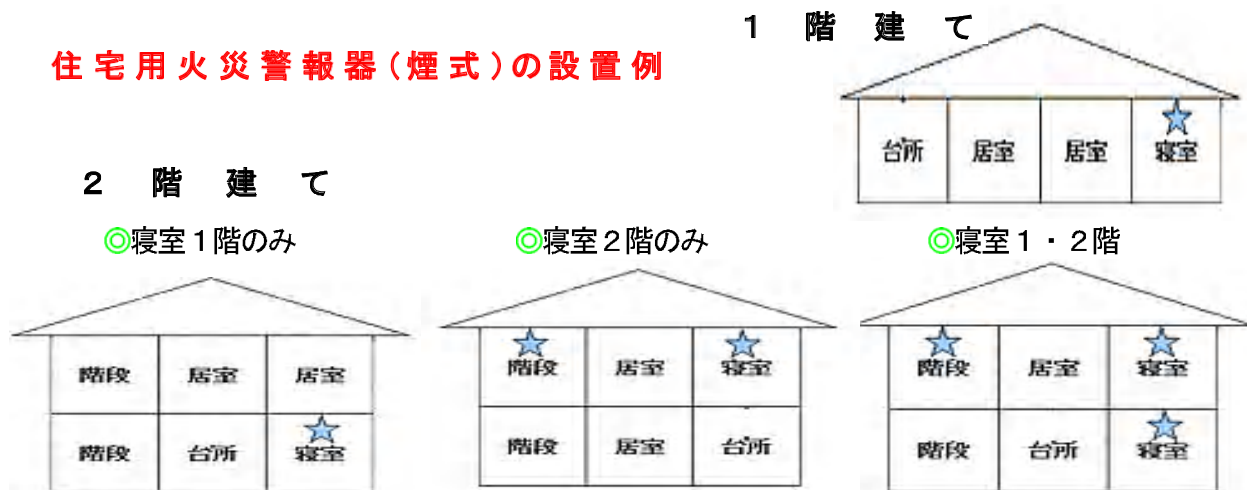 1 階 建 て
住宅用火災警報器(煙式)の設置例
台所 居室 居室 寝室
2 階 建 て
◎寝室1階のみ ◎寝室2階のみ ◎寝室1・2階
階段 居室 居室
階段 台所 寝室
階段 居室 寝室
階段 居室 台所
階段 居室 寝室
階段 台所 寝室